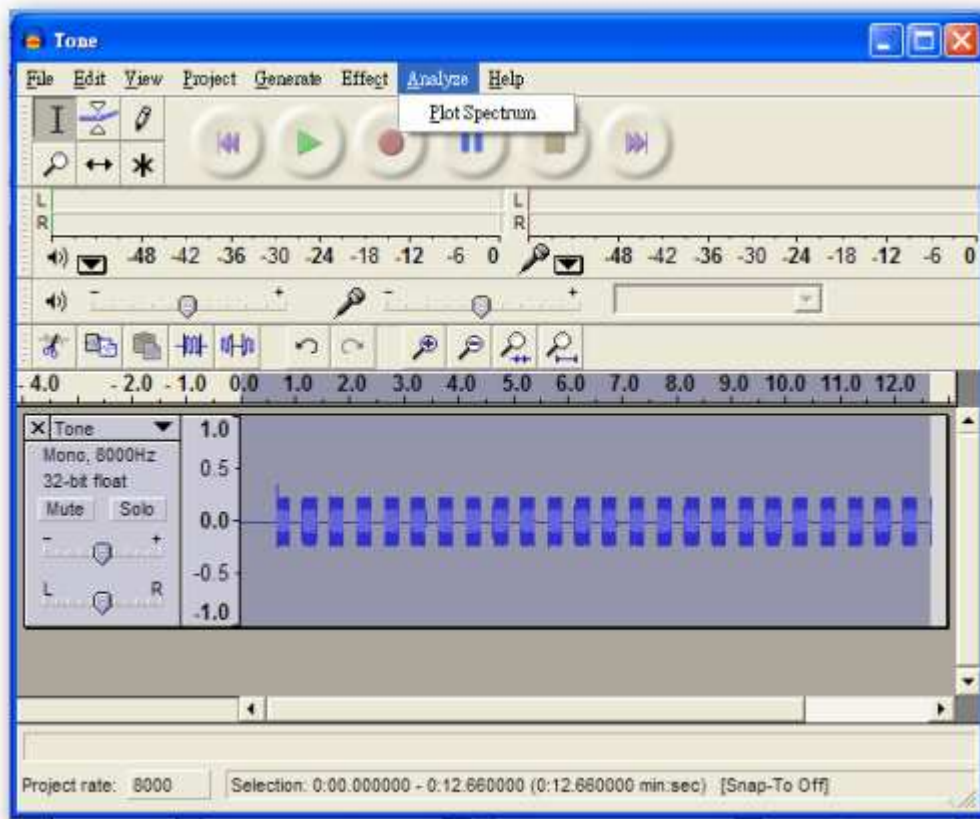 Tone
File Edit View Project Generate Effect Analyze Help
Plot Spectrum
L
R
L
R
-48 -42 -36 -30 -24 -18 -12 -6 0
-48 -42 -36 -30 -24 -18 -12 -6 0
- +
- +
- 4.0 - 2.0 - 1.0 0.0 1.0 2.0 3.0 4.0 5.0 6.0 7.0 8.0 9.0 10.0 11.0 12.0
X Tone
Mono, 8000Hz
32-bit float
Mute Solo
- +
L R
1.0
0.5
0.0
-0.5
-1.0
Project rate: 8000 Selection: 0:00.000000 - 0:12.660000 (0:12.660000 min:sec) [Snap-To Off]